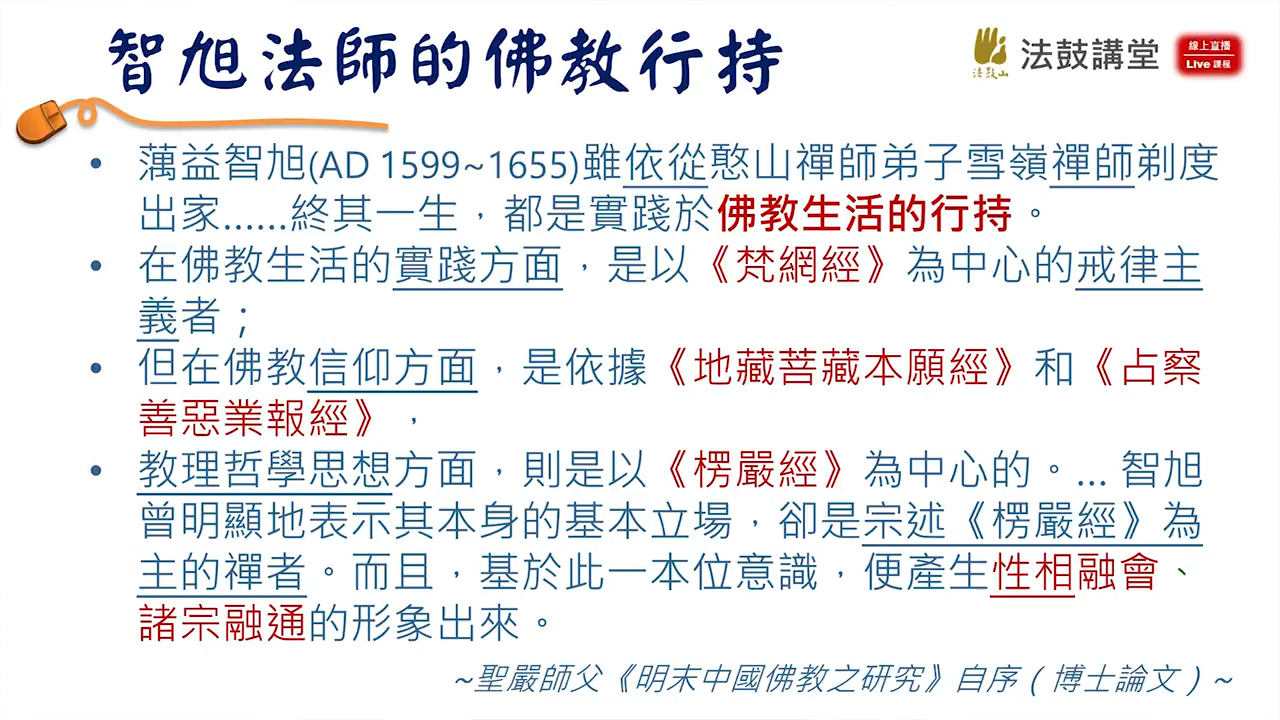 智旭法師的佛教行持
法鼓山
法鼓講堂
線上直播
Live 課程
• 蕅益智旭(AD 1599~1655)雖依從憨山禪師弟子雪嶺禪師剃度
出家......終其一生，都是實踐於佛教生活的行持。
• 在佛教生活的實踐方面，是以《梵網經》為中心的戒律主
義者；
• 但在佛教信仰方面，是依據《地藏菩薩本願經》和《占察
善惡業報經》，
• 教理哲學思想方面，則是以《楞嚴經》為中心的。... 智旭
曾明顯地表示其本身的基本立場，卻是宗述《楞嚴經》為
主的禪者。而且，基於此一本位意識，便產生性相融會、
諸宗融通的形象出來。
~聖嚴師父《明末中國佛教之研究》自序（博士論文）~